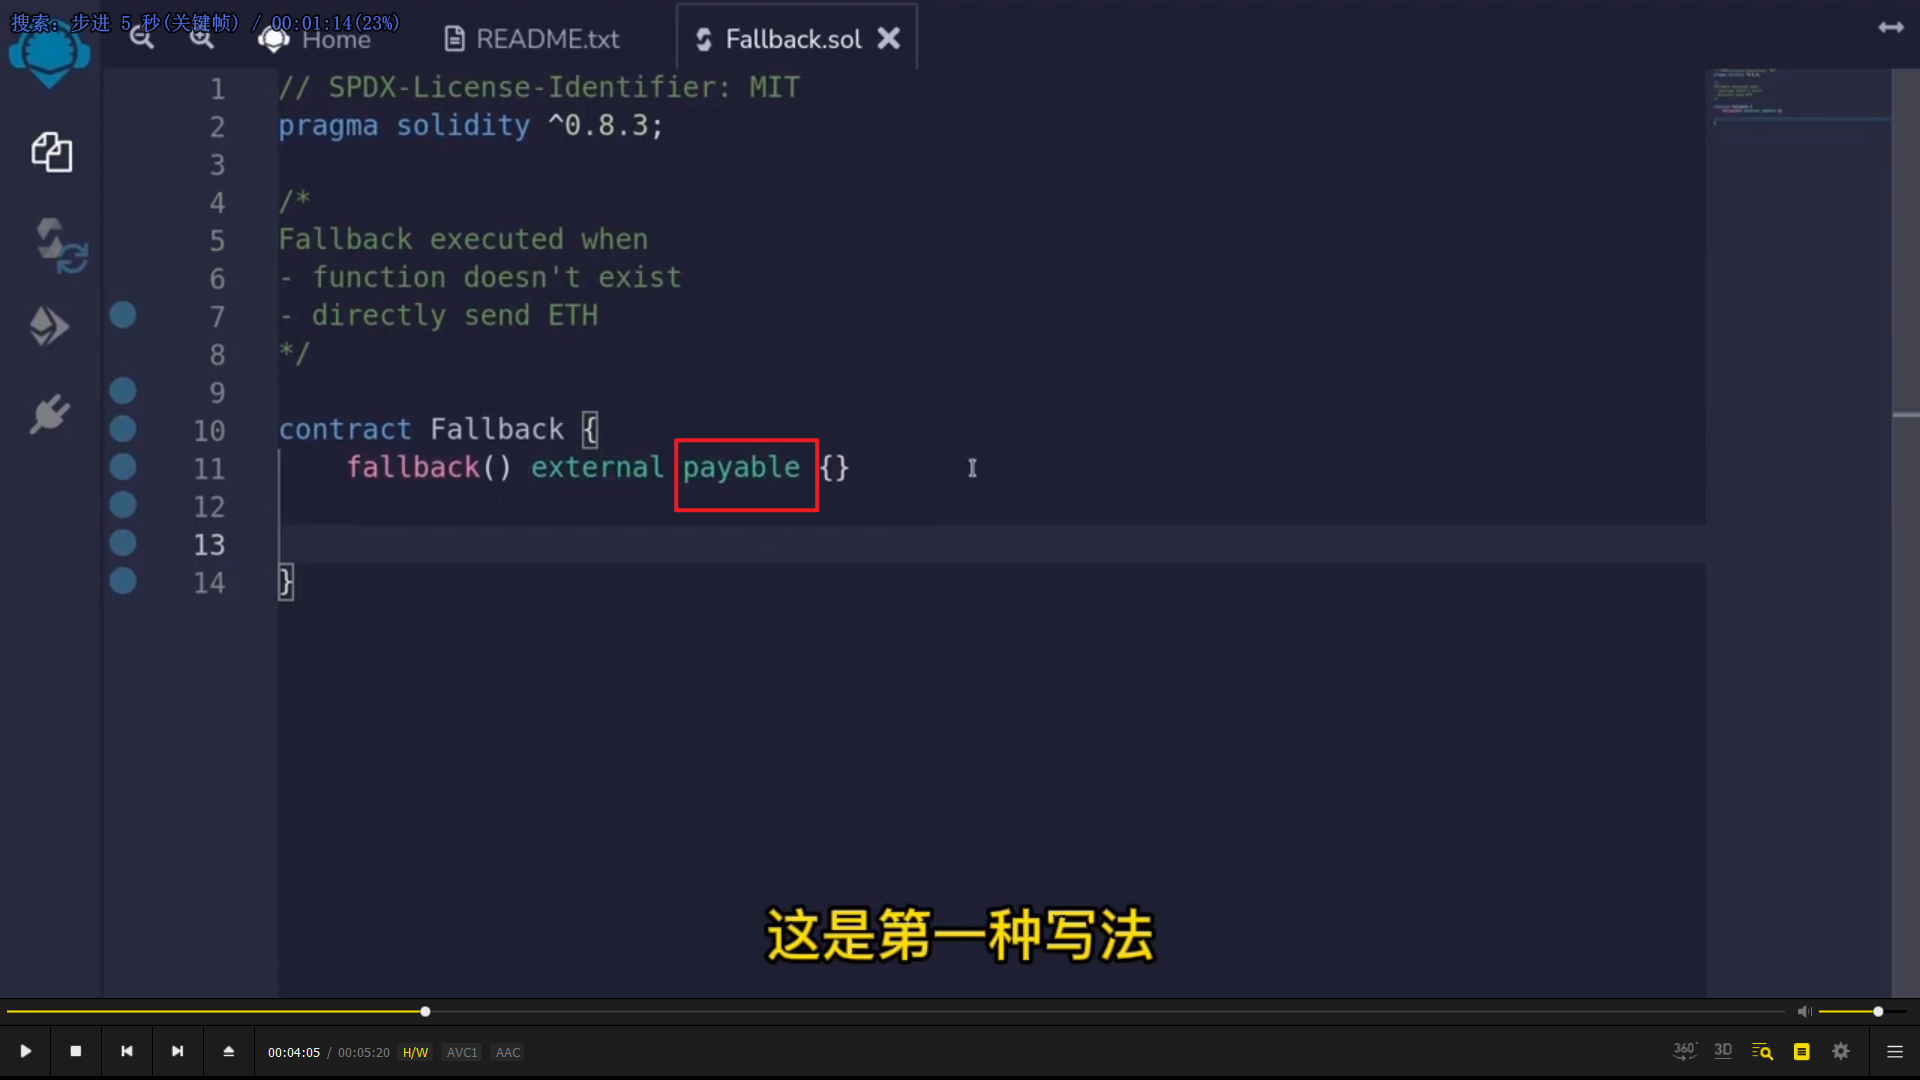 搜索: 步进 5 秒(关键帧) / 00:01:14(23%)
Home
README.txt
Fallback.sol
1 // SPDX-License-Identifier: MIT
2 pragma solidity ^0.8.3;
3
4 /*
5 Fallback executed when
6 - function doesn't exist
7 - directly send ETH
8 */
9
10 contract Fallback {
11 fallback() external payable {}
12
13
14 }
这是第一种写法
00:04:05 / 00:05:20 H/W AVC1 AAC
360° 3D